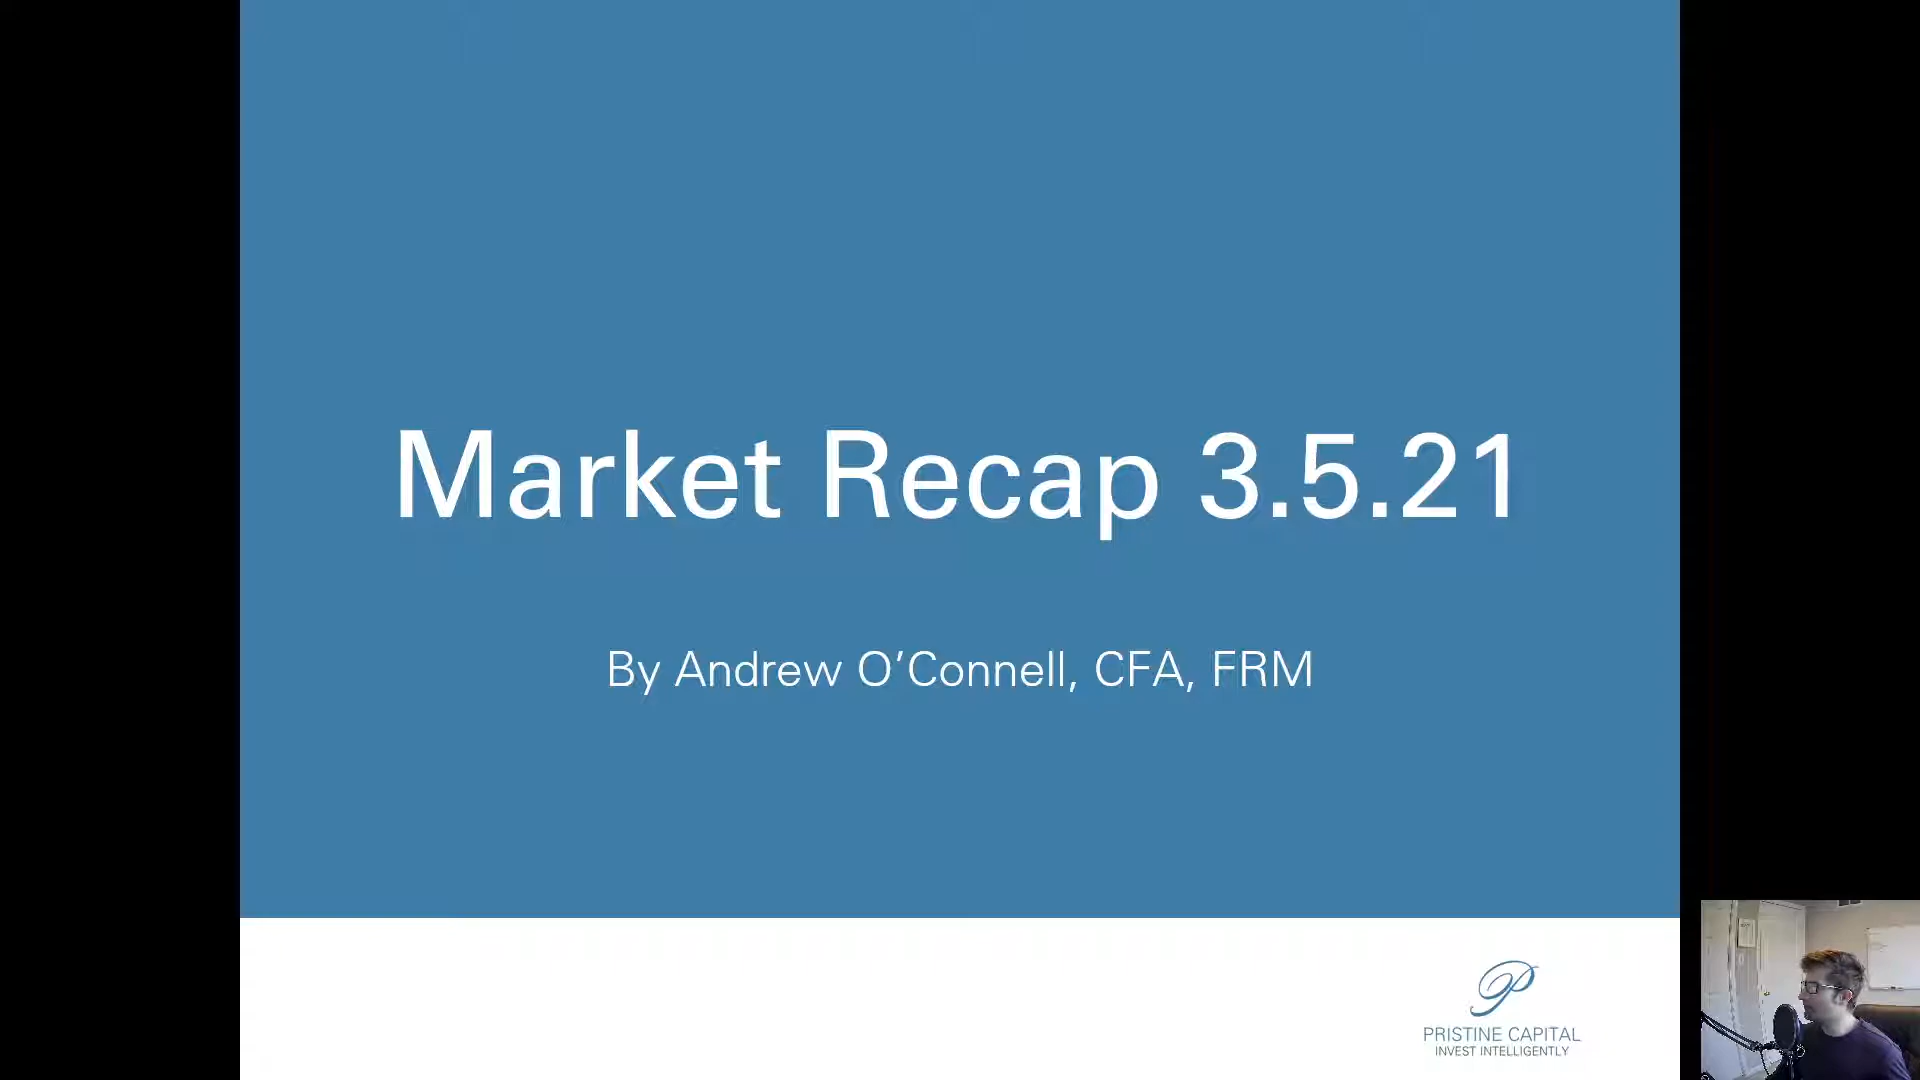 Market Recap 3.5.21
By Andrew O’Connell, CFA, FRM
PRISTINE CAPITAL
INVEST INTELLIGENTLY